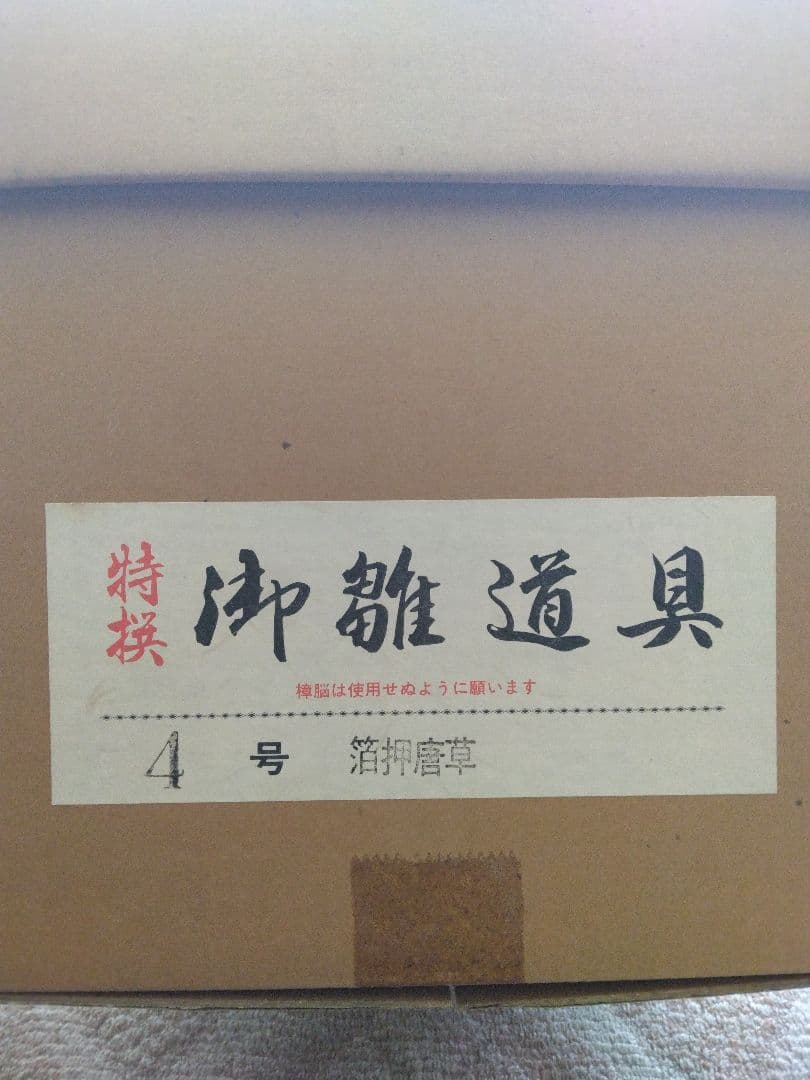 特撰
御雛道具
樟脳は使用せぬように願います
4 号 箔押唐草